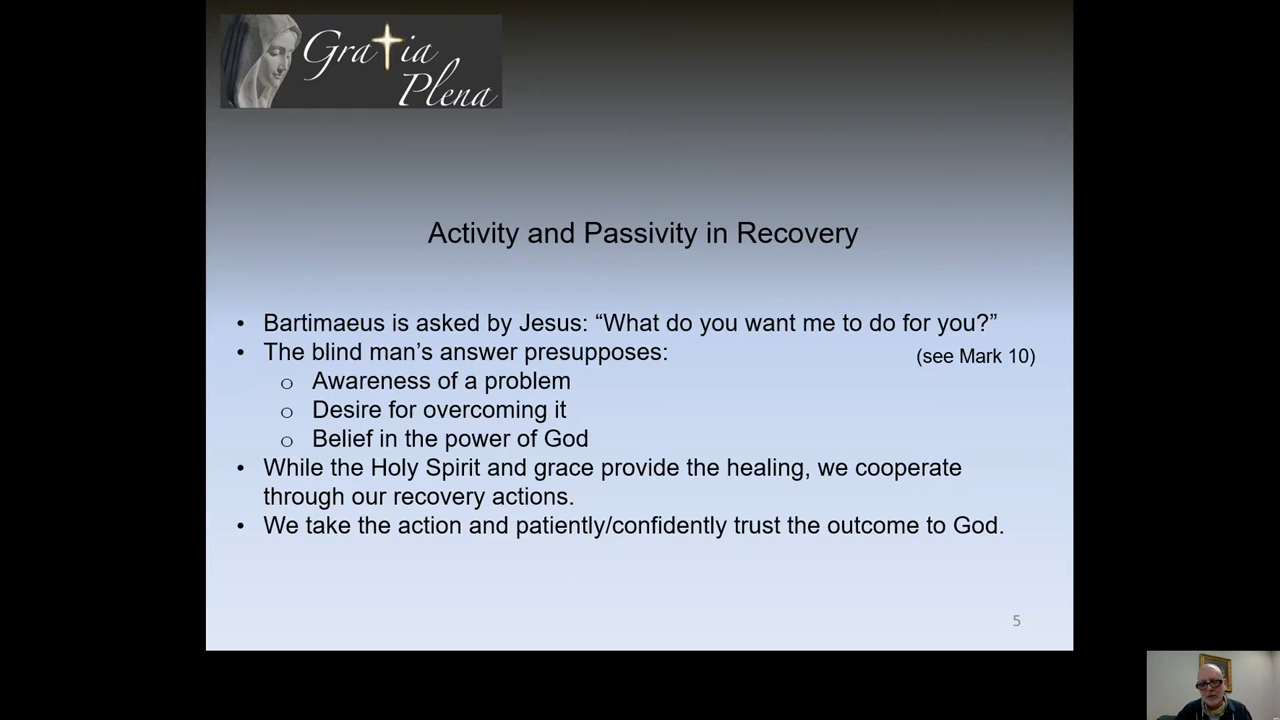 Gratia
Plena
Activity and Passivity in Recovery
• Bartimaeus is asked by Jesus: “What do you want me to do for you?”
• The blind man’s answer presupposes:
(see Mark 10)
o Awareness of a problem
o Desire for overcoming it
o Belief in the power of God
• While the Holy Spirit and grace provide the healing, we cooperate
through our recovery actions.
• We take the action and patiently/confidently trust the outcome to God.
5